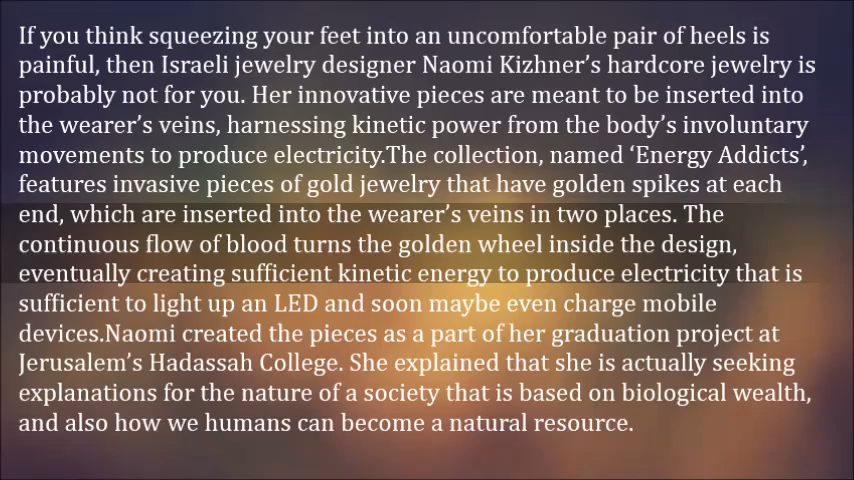 If you think squeezing your feet into an uncomfortable pair of heels is
painful, then Israeli jewelry designer Naomi Kizhner’s hardcore jewelry is
probably not for you. Her innovative pieces are meant to be inserted into
the wearer’s veins, harnessing kinetic power from the body’s involuntary
movements to produce electricity.The collection, named ‘Energy Addicts’,
features invasive pieces of gold jewelry that have golden spikes at each
end, which are inserted into the wearer’s veins in two places. The
continuous flow of blood turns the golden wheel inside the design,
eventually creating sufficient kinetic energy to produce electricity that is
sufficient to light up an LED and soon maybe even charge mobile
devices.Naomi created the pieces as a part of her graduation project at
Jerusalem’s Hadassah College. She explained that she is actually seeking
explanations for the nature of a society that is based on biological wealth,
and also how we humans can become a natural resource.